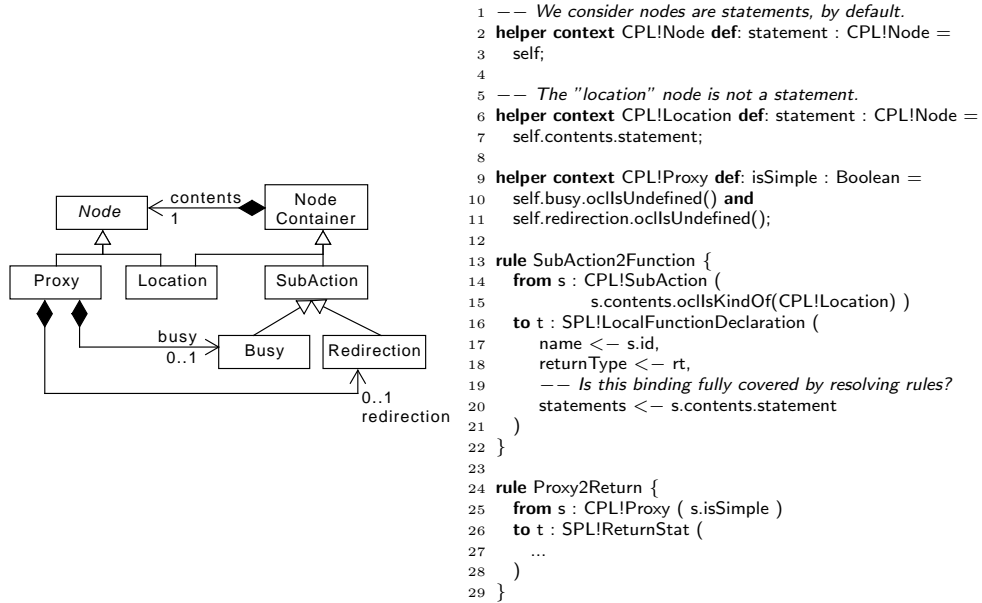 Node
contents
1
Node
Container
Proxy
Location
SubAction
busy
0..1
Busy
Redirection
0..1
redirection
1 −− We consider nodes are statements, by default.
2 helper context CPL!Node def: statement : CPL!Node =
3 self;
4
5 −− The ”location” node is not a statement.
6 helper context CPL!Location def: statement : CPL!Node =
7 self.contents.statement;
8
9 helper context CPL!Proxy def: isSimple : Boolean =
10 self.busy.oclIsUndefined() and
11 self.redirection.oclIsUndefined();
12
13 rule SubAction2Function {
14 from s : CPL!SubAction (
15 s.contents.oclIsKindOf(CPL!Location) )
16 to t : SPL!LocalFunctionDeclaration (
17 name <− s.id,
18 returnType <− rt,
19 −− Is this binding fully covered by resolving rules?
20 statements <− s.contents.statement
21 )
22 }
23
24 rule Proxy2Return {
25 from s : CPL!Proxy ( s.isSimple )
26 to t : SPL!ReturnStat (
27 ...
28 )
29 }